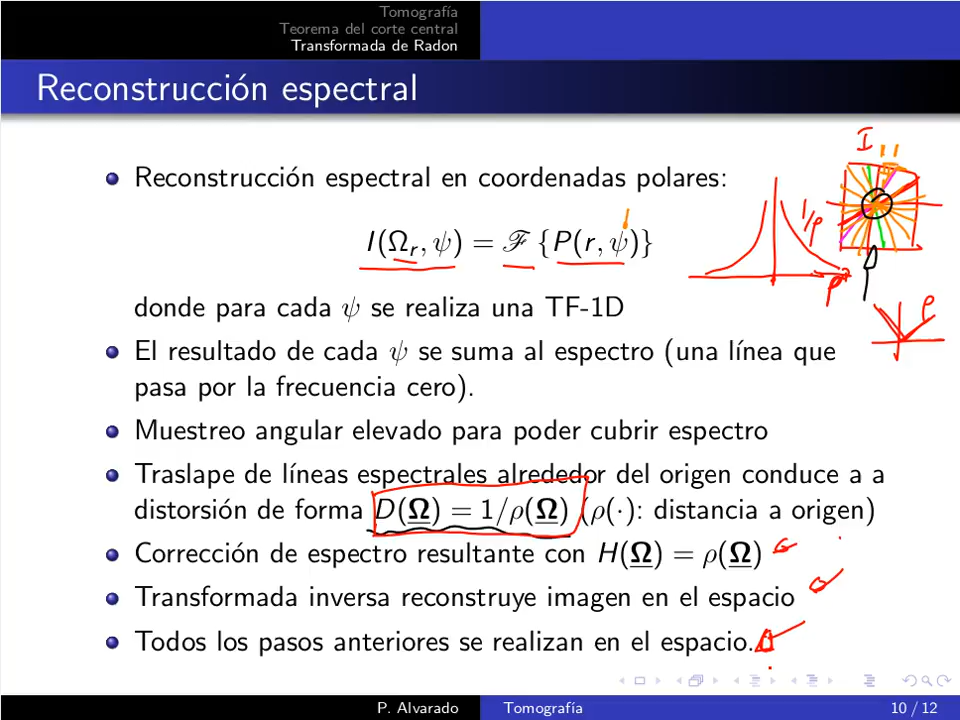 Tomografía
Teorema del corte central
Transformada de Radon
Reconstrucción espectral
I
Reconstrucción espectral en coordenadas polares:
1/ρ
I(Ωᵣ, ψ) = ℱ {P(r, ψ)}
ρ
donde para cada ψ se realiza una TF-1D
ρ
El resultado de cada ψ se suma al espectro (una línea que
pasa por la frecuencia cero).
Muestreo angular elevado para poder cubrir espectro
Traslape de líneas espectrales alrededor del origen conduce a a
distorsión de forma D(Ω) = 1/ρ(Ω) (ρ(·): distancia a origen)
Corrección de espectro resultante con H(Ω) = ρ(Ω)
Transformada inversa reconstruye imagen en el espacio
Todos los pasos anteriores se realizan en el espacio.
P. Alvarado Tomografía 10 / 12